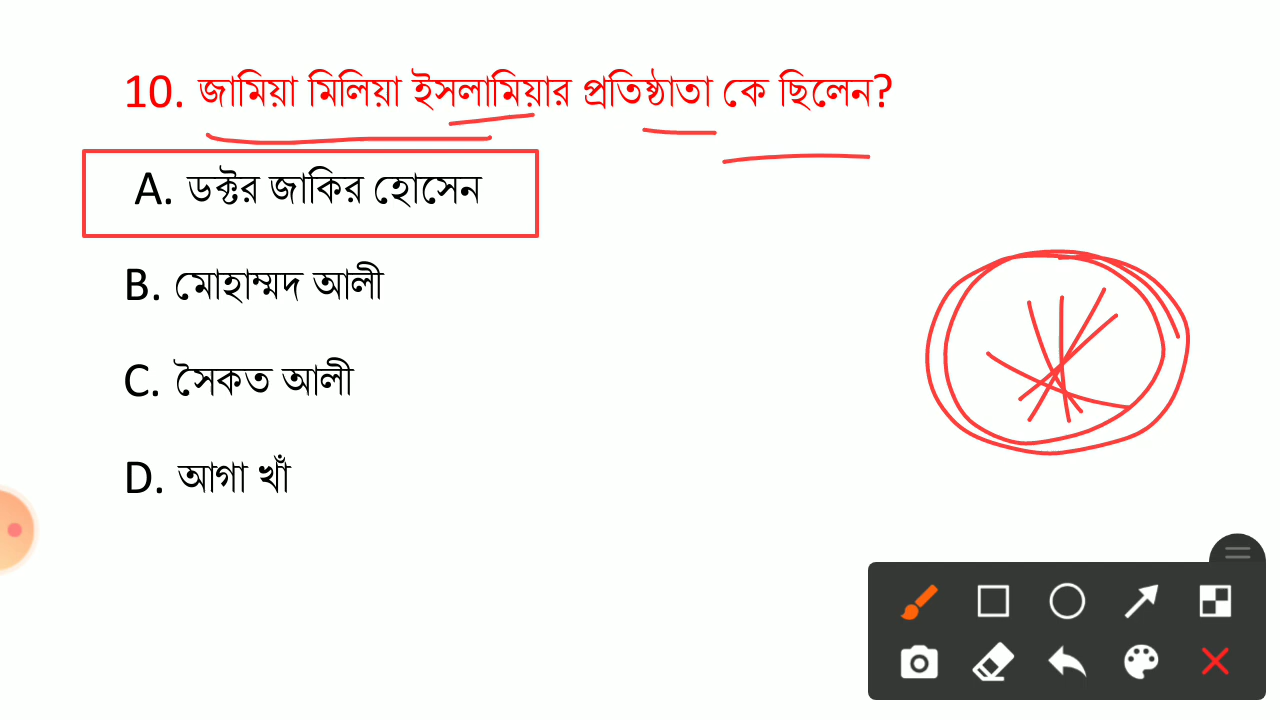 10. জামিয়া মিলিয়া ইসলামিয়ার প্রতিষ্ঠাতা কে ছিলেন?
A. ডক্টর জাকির হোসেন
B. মোহাম্মদ আলী
C. সৈকত আলী
D. আগা খাঁ